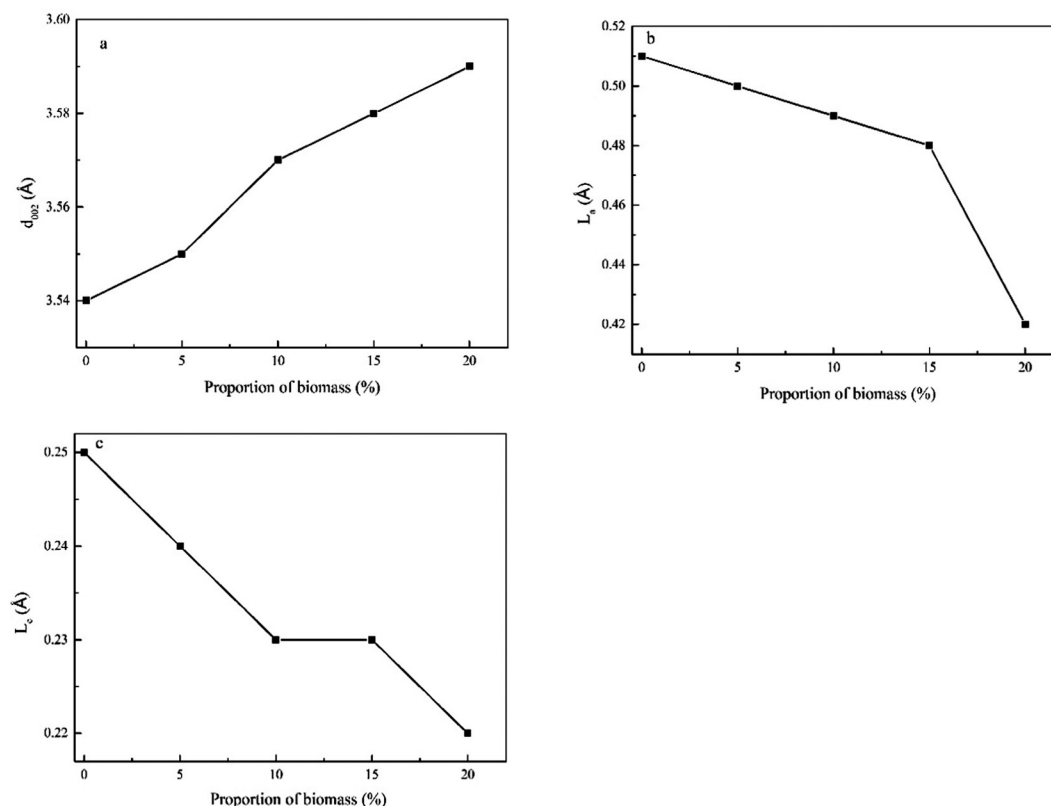 a
3.60
3.58
3.56
3.54
d002 (Å)
0 5 10 15 20
Proportion of biomass (%)
b
0.52
0.50
0.48
0.46
0.44
0.42
La (Å)
0 5 10 15 20
Proportion of biomass (%)
c
0.25
0.24
0.23
0.22
Lc (Å)
0 5 10 15 20
Proportion of biomass (%)